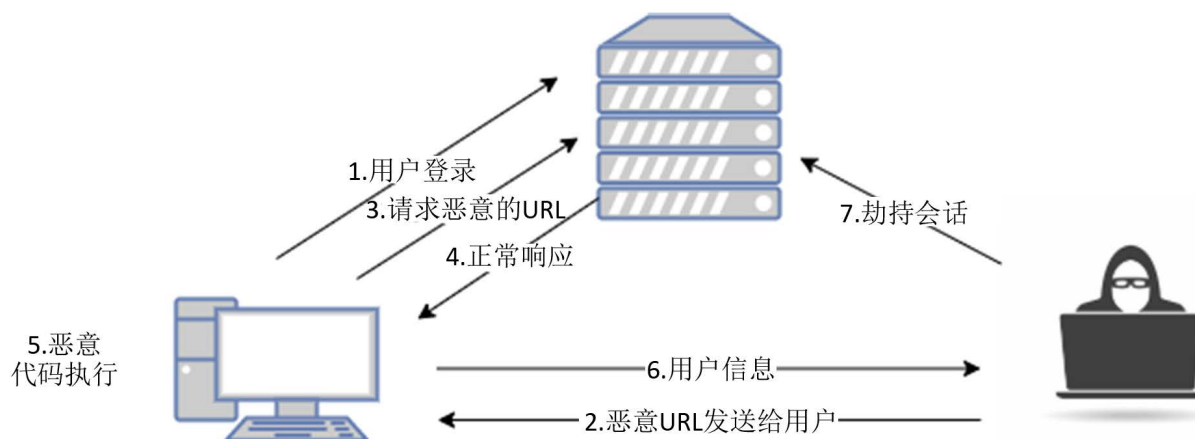 1.用户登录
3.请求恶意的URL
4.正常响应
7.劫持会话
5.恶意
代码执行
6.用户信息
2.恶意URL发送给用户